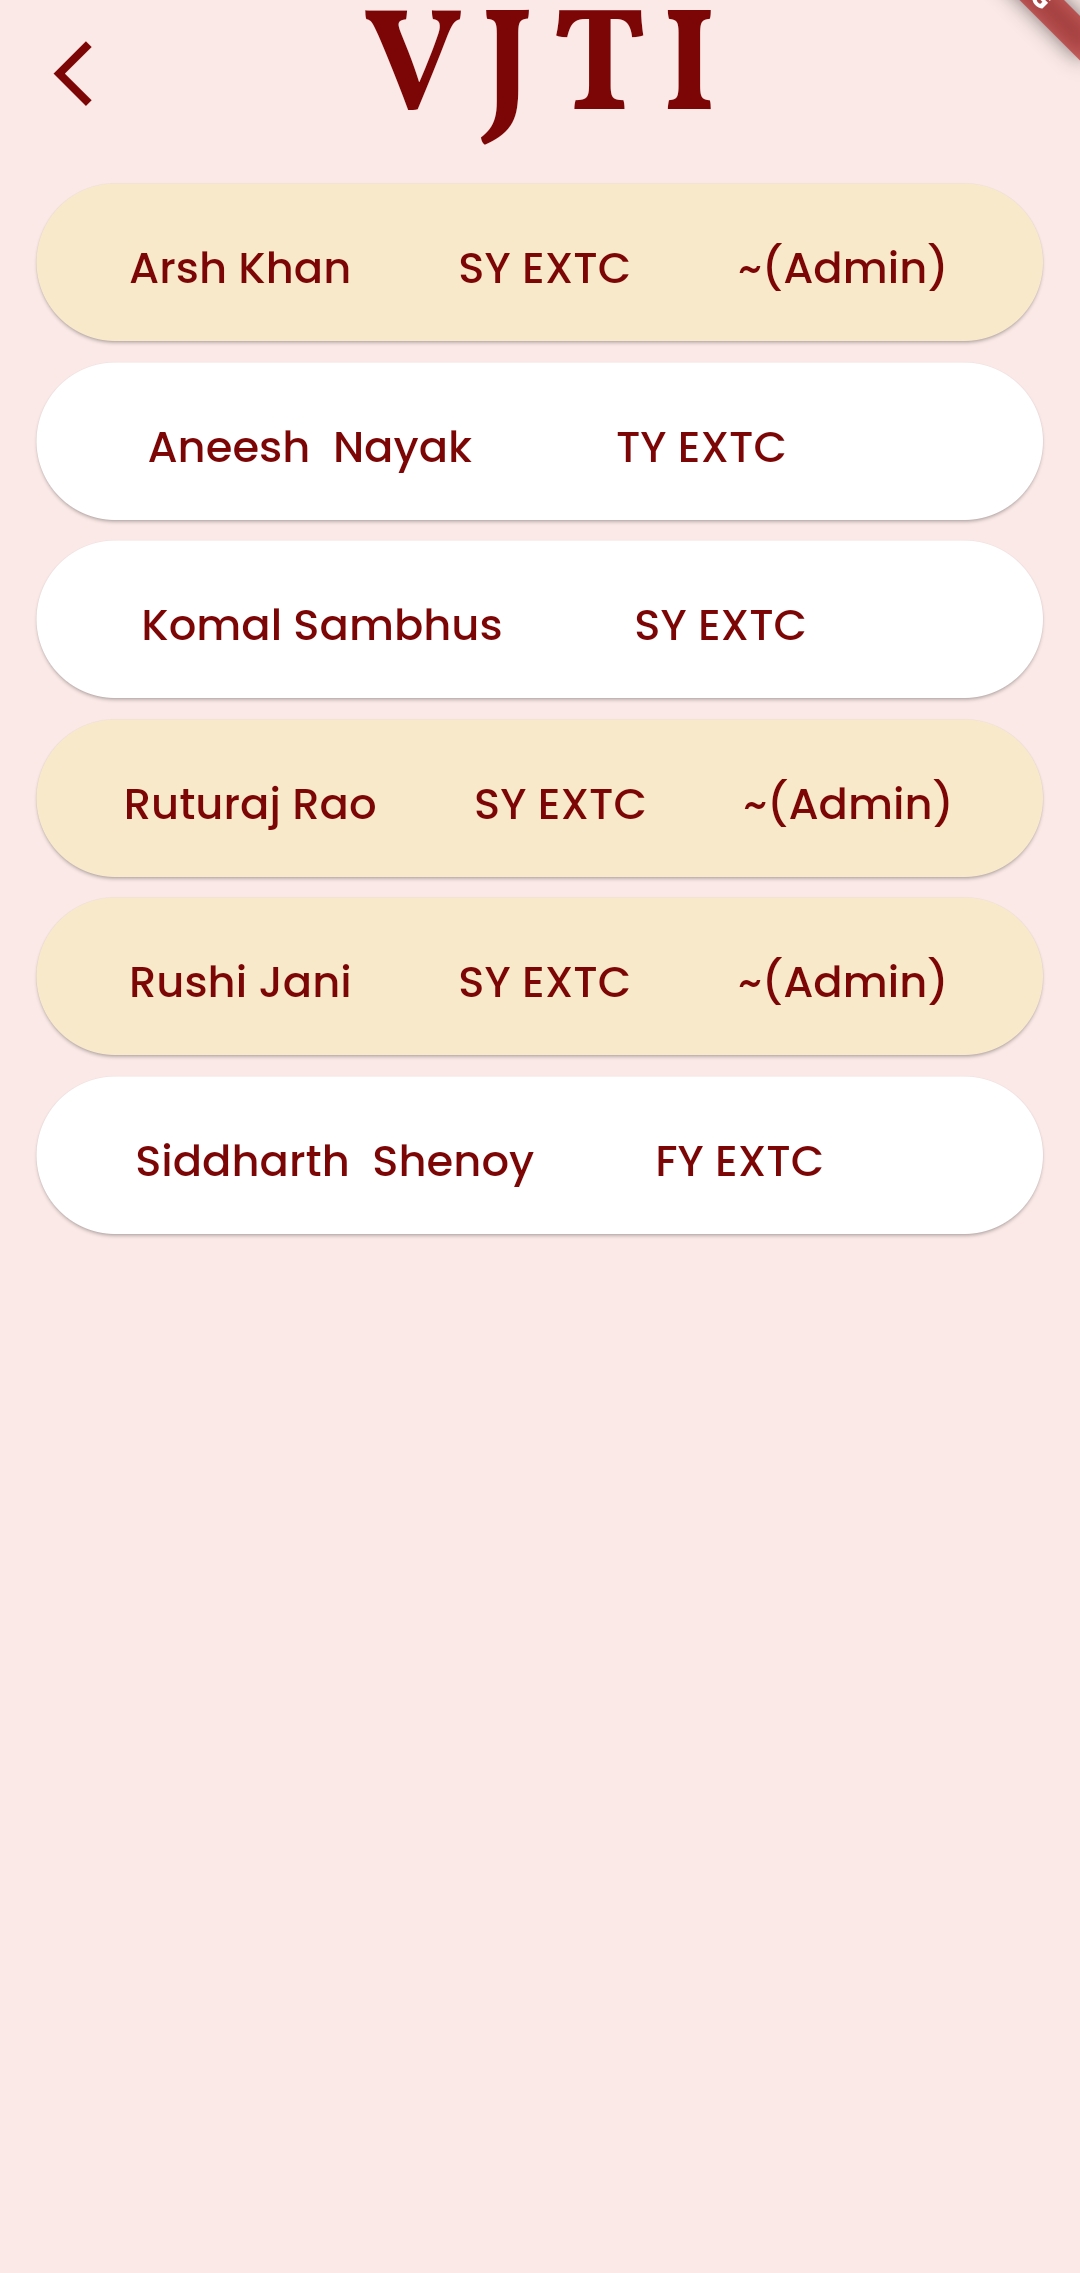 VJTI
Arsh Khan SY EXTC ~(Admin)
Aneesh  Nayak TY EXTC
Komal Sambhus SY EXTC
Ruturaj Rao SY EXTC ~(Admin)
Rushi Jani SY EXTC ~(Admin)
Siddharth  Shenoy FY EXTC